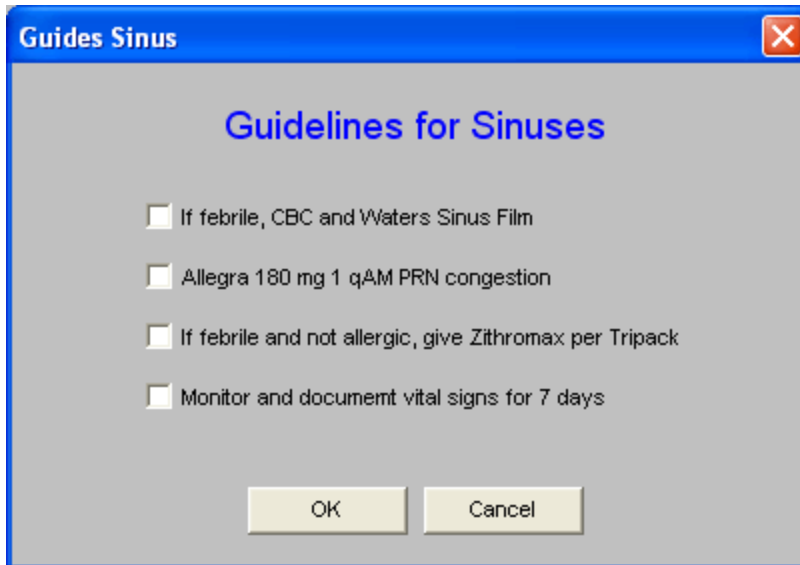 Guides Sinus
Guidelines for Sinuses
If febrile, CBC and Waters Sinus Film
Allegra 180 mg 1 qAM PRN congestion
If febrile and not allergic, give Zithromax per Tripack
Monitor and documemt vital signs for 7 days
OK
Cancel